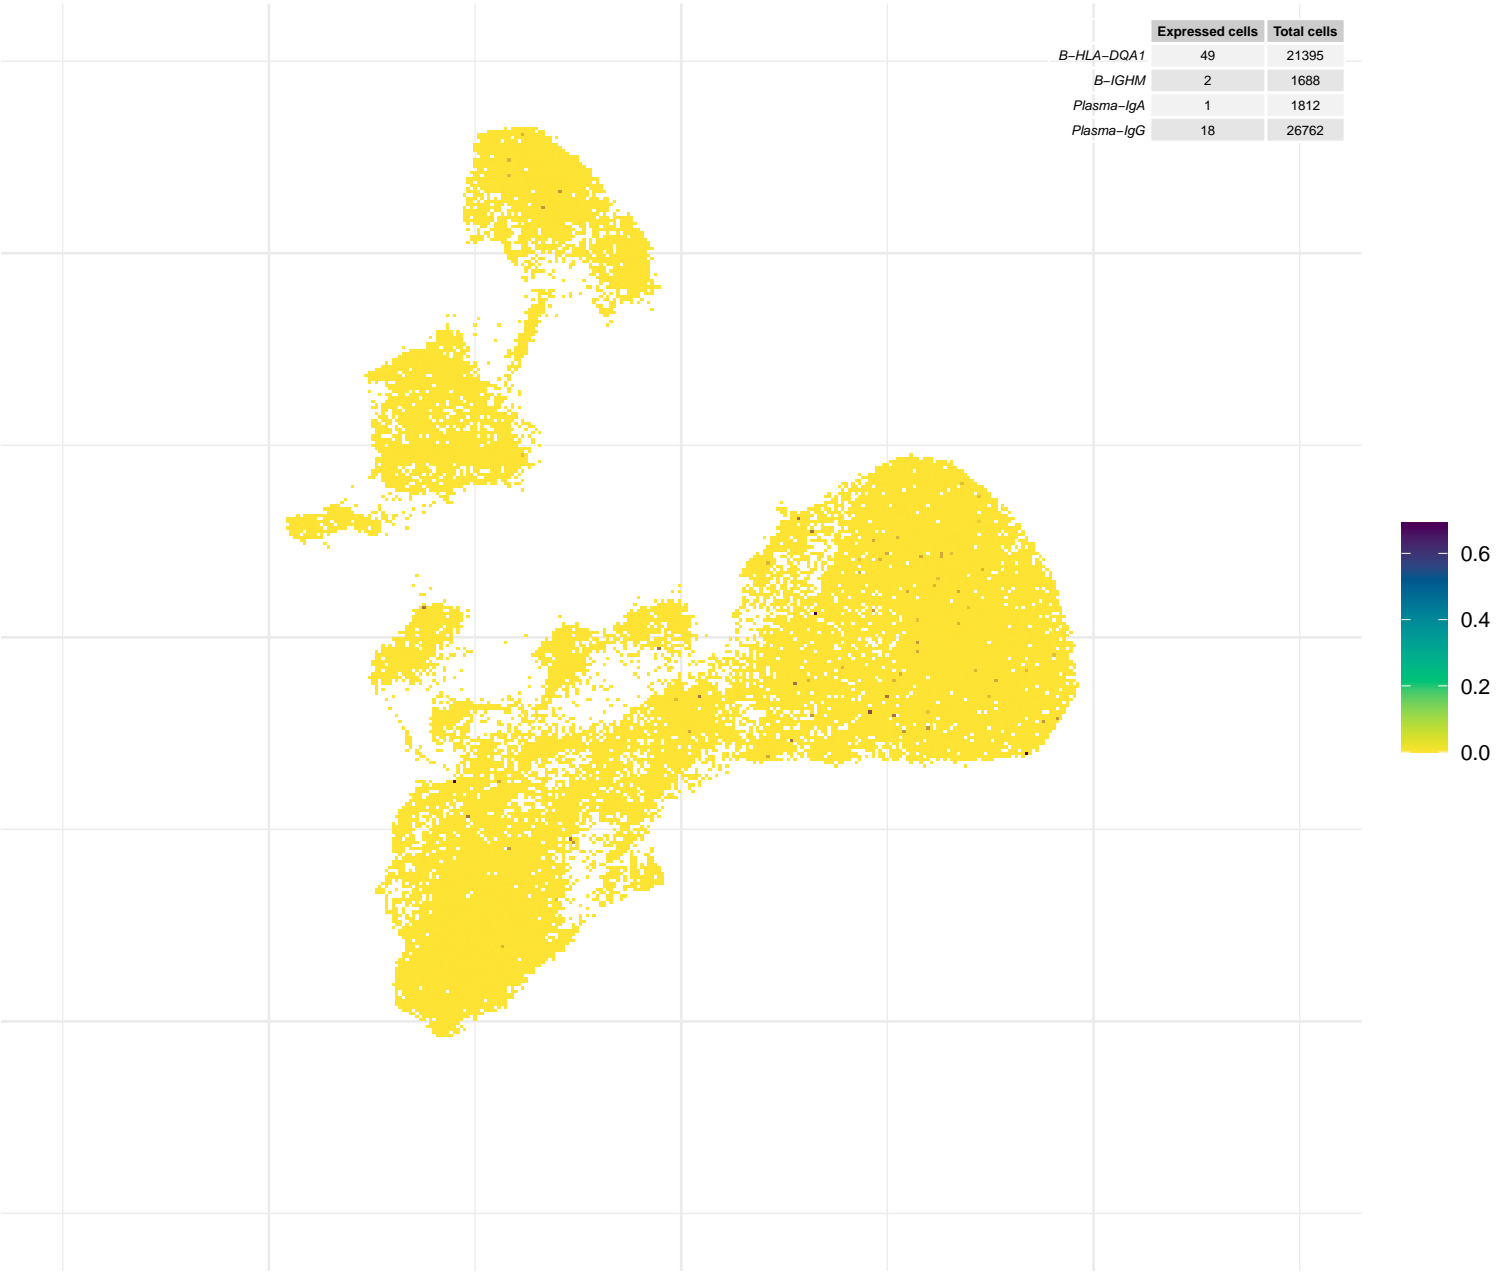 Expressed cells Total cells
B−HLA−DQA1 49 21395
B−IGHM 2 1688
Plasma−IgA 1 1812
Plasma−IgG 18 26762
0.6
0.4
0.2
0.0